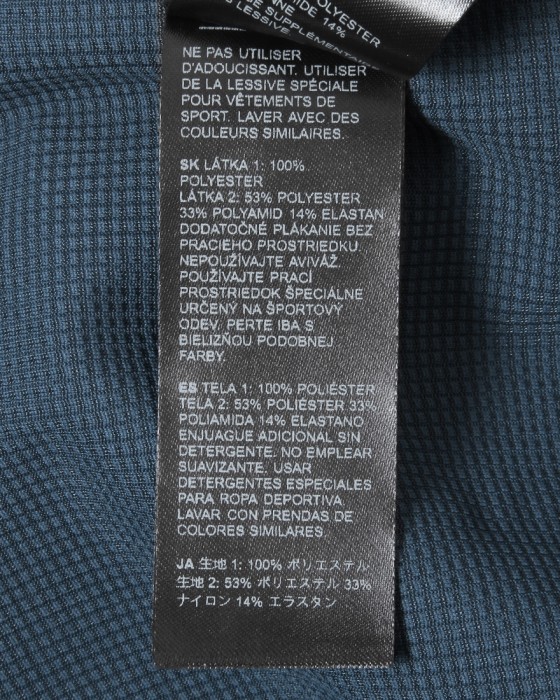 POLYESTER
14%
SUPPLÉMENTAIRE
LESSIVE.
NE PAS UTILISER
D'ADOUCISSANT. UTILISER
DE LA LESSIVE SPÉCIALE
POUR VÊTEMENTS DE
SPORT. LAVER AVEC DES
COULEURS SIMILAIRES.
SK LÁTKA 1: 100%
POLYESTER
LÁTKA 2: 53% POLYESTER
33% POLYAMID 14% ELASTAN
DODATOČNÉ PLÁKANIE BEZ
PRACIEHO PROSTRIEDKU.
NEPOUŽÍVAJTE AVIVÁŽ.
POUŽÍVAJTE PRACÍ
PROSTRIEDOK ŠPECIÁLNE
URČENÝ NA ŠPORTOVÝ
ODEV. PERTE IBA S
BIELIZŇOU PODOBNEJ
FARBY.
ES TELA 1: 100% POLIÉSTER
TELA 2: 53% POLIÉSTER 33%
POLIAMIDA 14% ELASTANO
ENJUAGUE ADICIONAL SIN
DETERGENTE. NO EMPLEAR
SUAVIZANTE. USAR
DETERGENTES ESPECIALES
PARA ROPA DEPORTIVA.
LAVAR CON PRENDAS DE
COLORES SIMILARES.
JA 生地 1: 100% ポリエステル
生地 2: 53% ポリエステル 33%
ナイロン 14% エラスタン